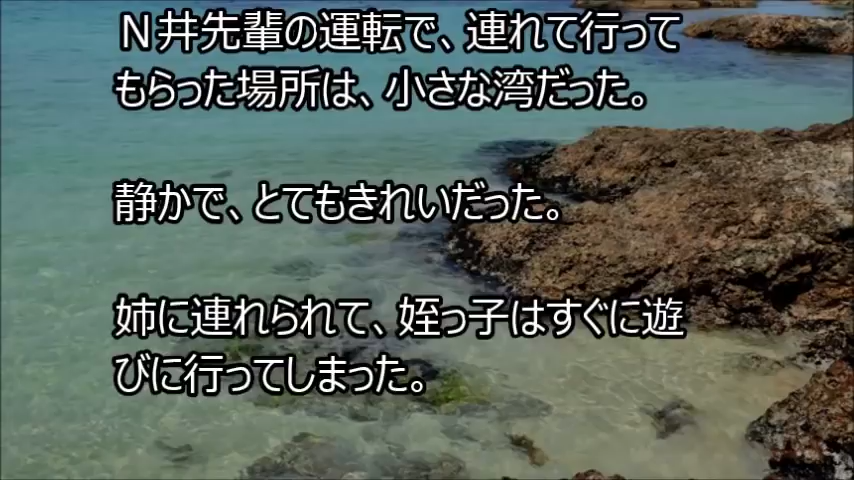 Ｎ井先輩の運転で、連れて行って
もらった場所は、小さな湾だった。
静かで、とてもきれいだった。
姉に連れられて、姪っ子はすぐに遊
びに行ってしまった。